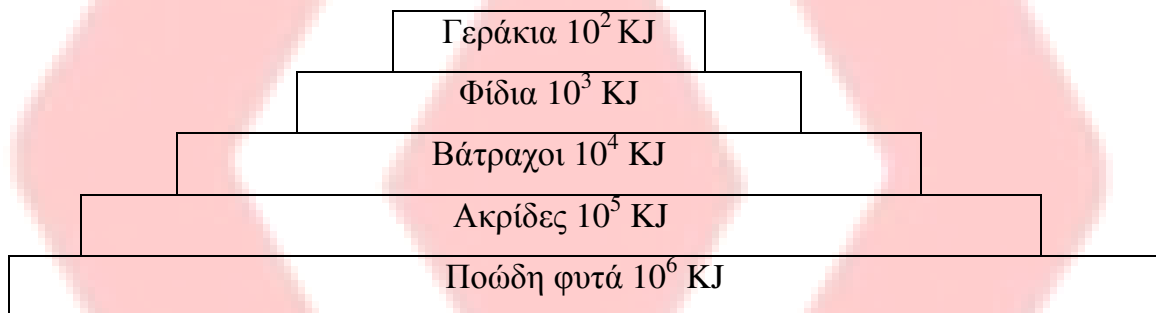 Γεράκια 10² KJ
Φίδια 10³ KJ
Βάτραχοι 10⁴ KJ
Ακρίδες 10⁵ KJ
Ποώδη φυτά 10⁶ KJ